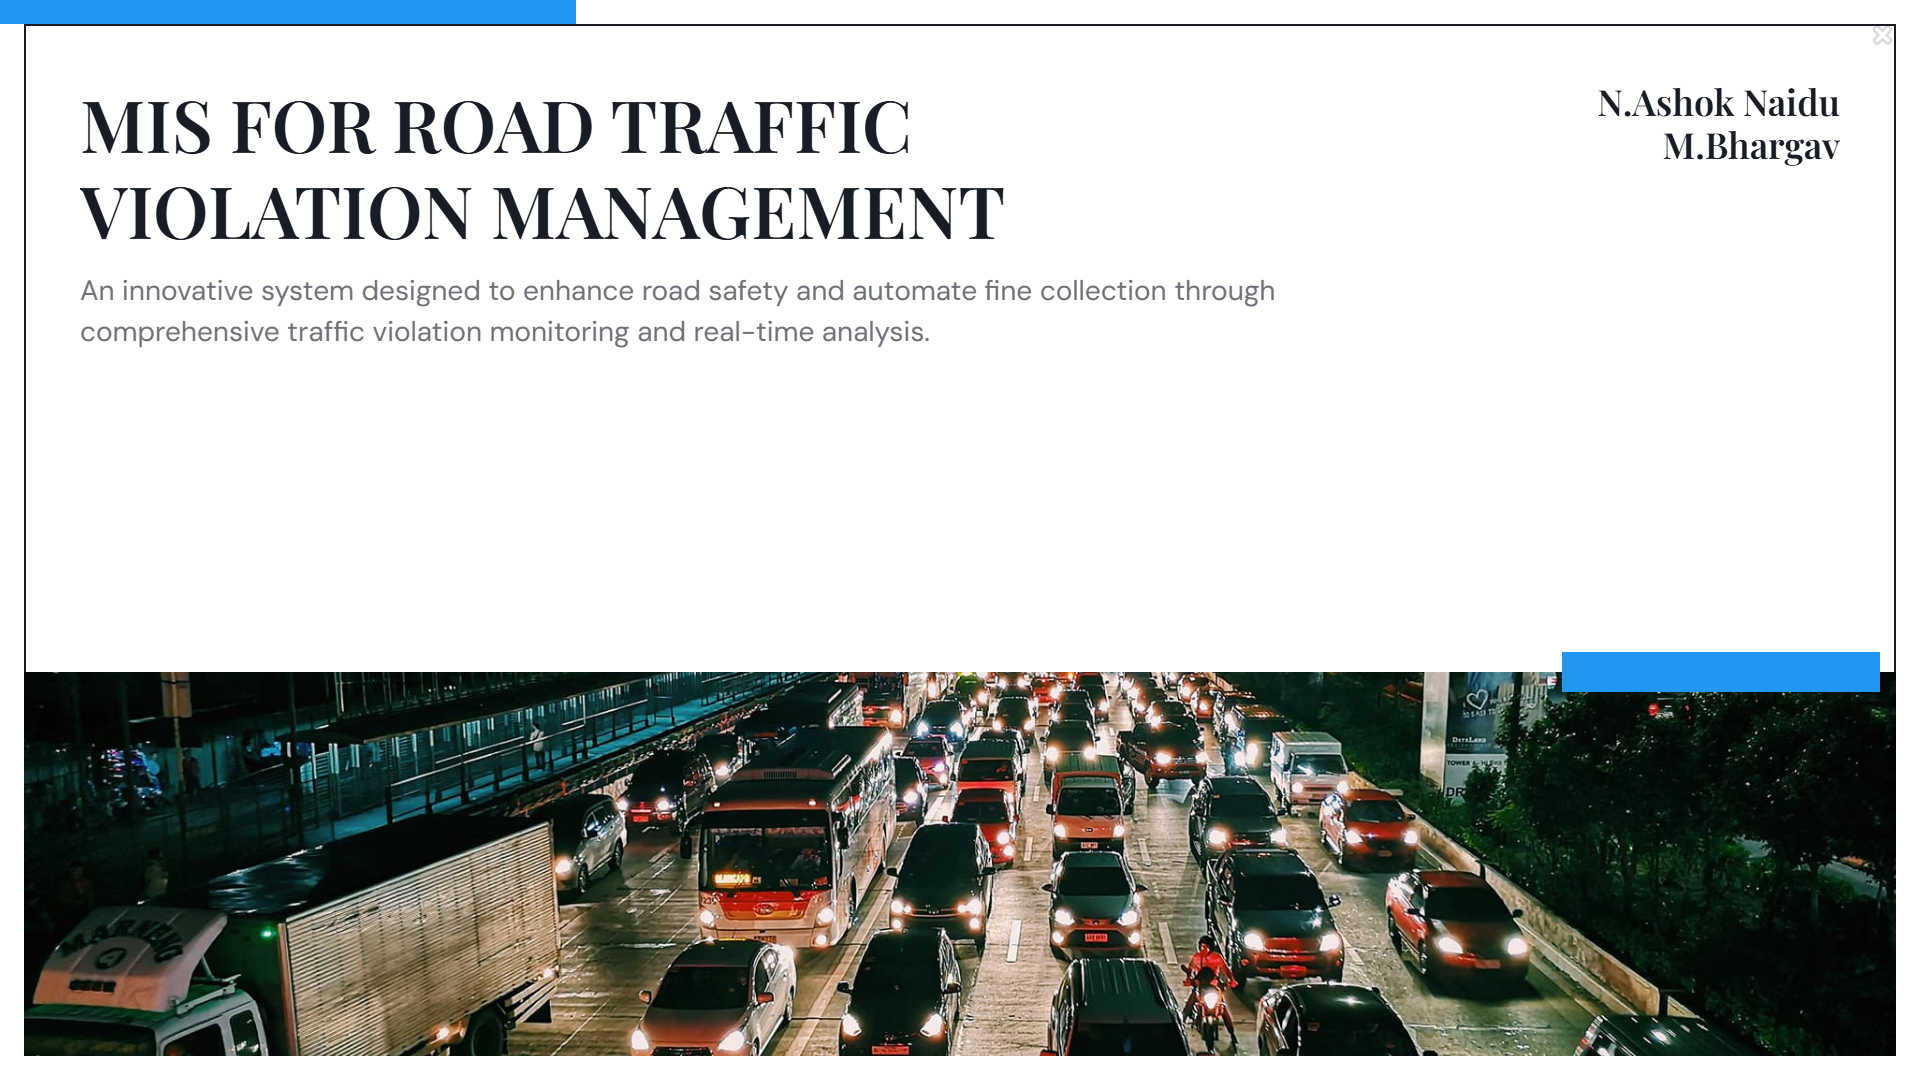 MIS FOR ROAD TRAFFIC
VIOLATION MANAGEMENT
N.Ashok Naidu
M.Bhargav
An innovative system designed to enhance road safety and automate fine collection through
comprehensive traffic violation monitoring and real-time analysis.